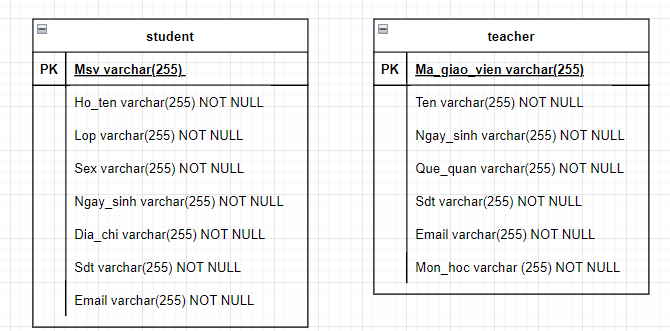 student
PK Msv varchar(255)
Ho_ten varchar(255) NOT NULL
Lop varchar(255) NOT NULL
Sex varchar(255) NOT NULL
Ngay_sinh varchar(255) NOT NULL
Dia_chi varchar(255) NOT NULL
Sdt varchar(255) NOT NULL
Email varchar(255) NOT NULL
teacher
PK Ma_giao_vien varchar(255)
Ten varchar(255) NOT NULL
Ngay_sinh varchar(255) NOT NULL
Que_quan varchar(255) NOT NULL
Sdt varchar(255) NOT NULL
Email varchar(255) NOT NULL
Mon_hoc varchar (255) NOT NULL